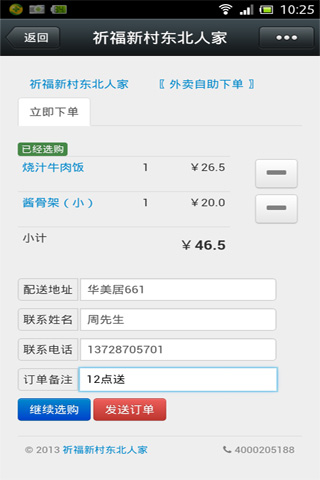 10:25
返回
祈福新村东北人家
祈福新村东北人家 〖 外卖自助下单 〗
立即下单
已经选购
烧汁牛肉饭 1 ￥26.5
酱骨架（小） 1 ￥20.0
小计
￥ 46.5
配送地址 华美居661
联系姓名 周先生
联系电话 13728705701
订单备注 12点送
继续选购 发送订单
© 2013 祈福新村东北人家 4000205188